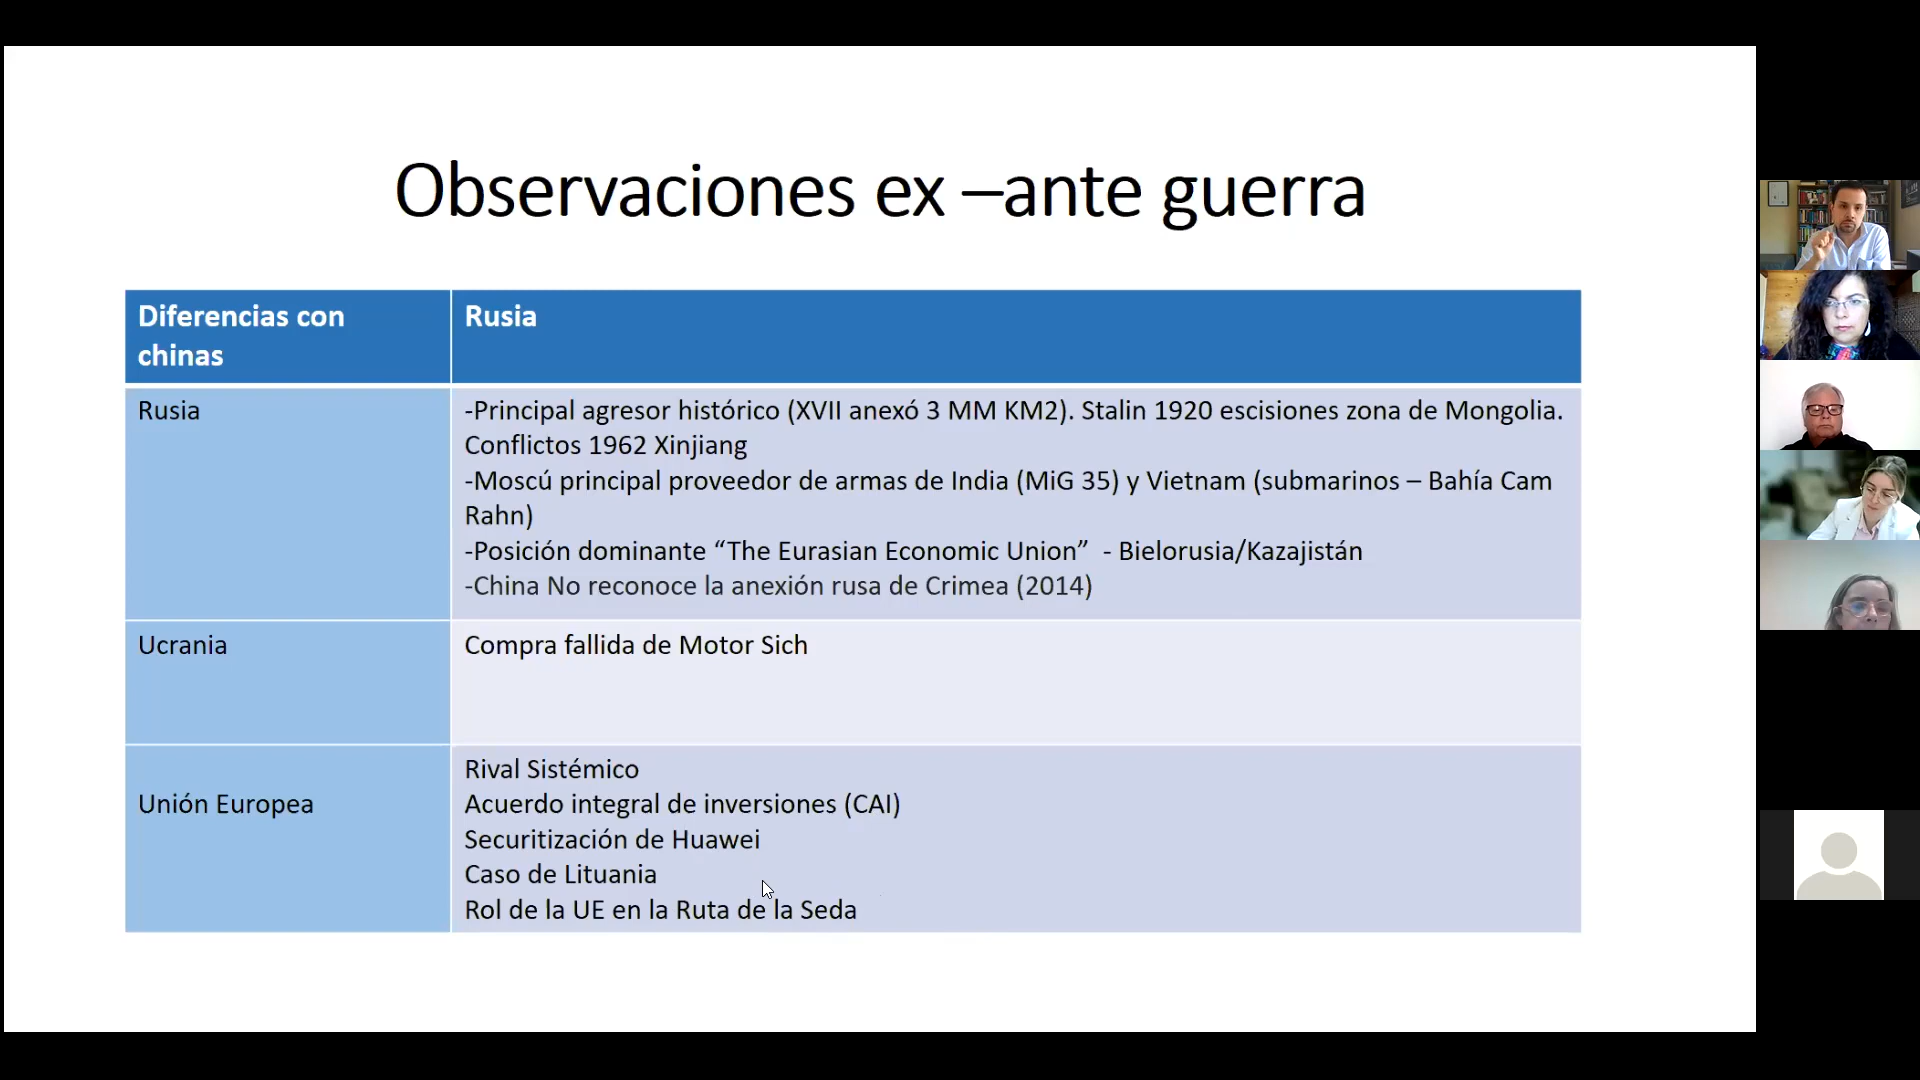 Observaciones ex –ante guerra
Diferencias con
chinas
Rusia
Rusia
-Principal agresor histórico (XVII anexó 3 MM KM2). Stalin 1920 escisiones zona de Mongolia.
Conflictos 1962 Xinjiang
-Moscú principal proveedor de armas de India (MiG 35) y Vietnam (submarinos – Bahía Cam
Rahn)
-Posición dominante “The Eurasian Economic Union”  - Bielorusia/Kazajistán
-China No reconoce la anexión rusa de Crimea (2014)
Ucrania
Compra fallida de Motor Sich
Unión Europea
Rival Sistémico
Acuerdo integral de inversiones (CAI)
Securitización de Huawei
Caso de Lituania
Rol de la UE en la Ruta de la Seda